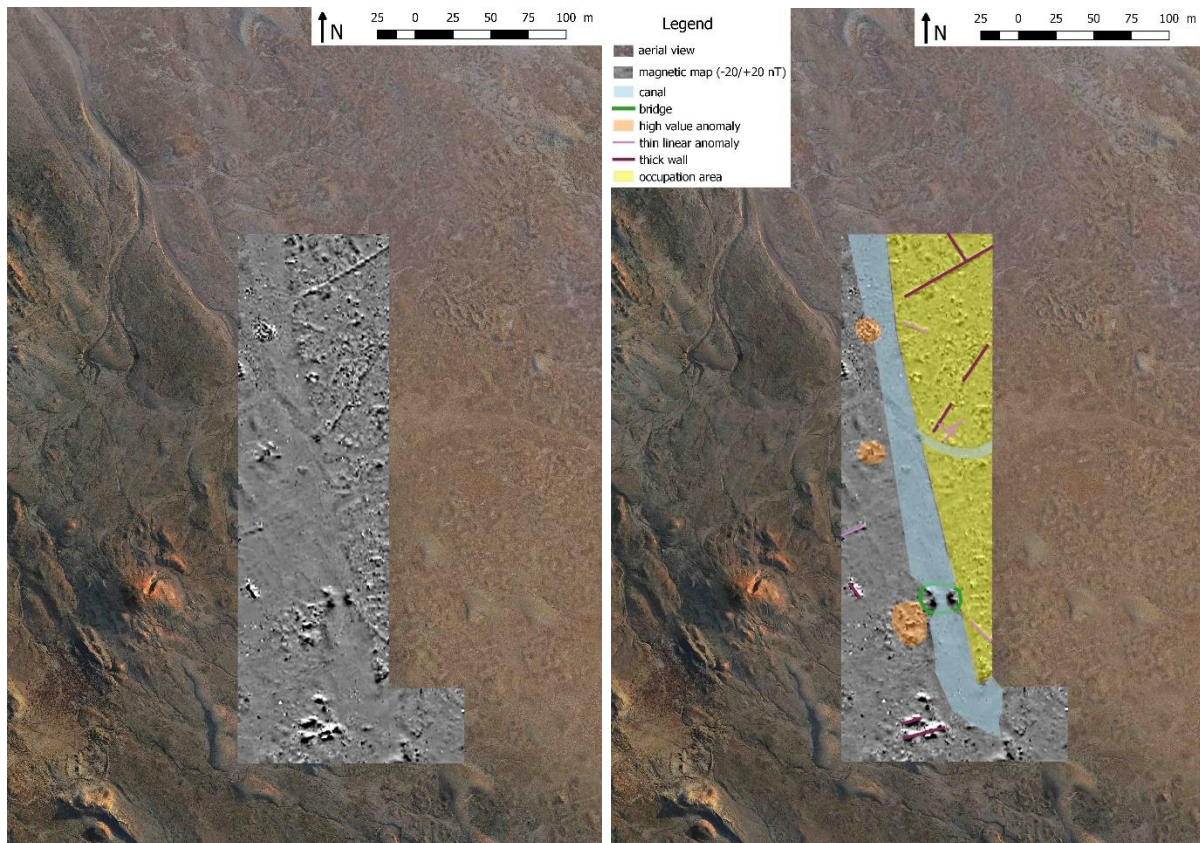 N
25 0 25 50 75 100 m
Legend
aerial view
magnetic map (-20/+20 nT)
canal
bridge
high value anomaly
thin linear anomaly
thick wall
occupation area
N
25 0 25 50 75 100 m